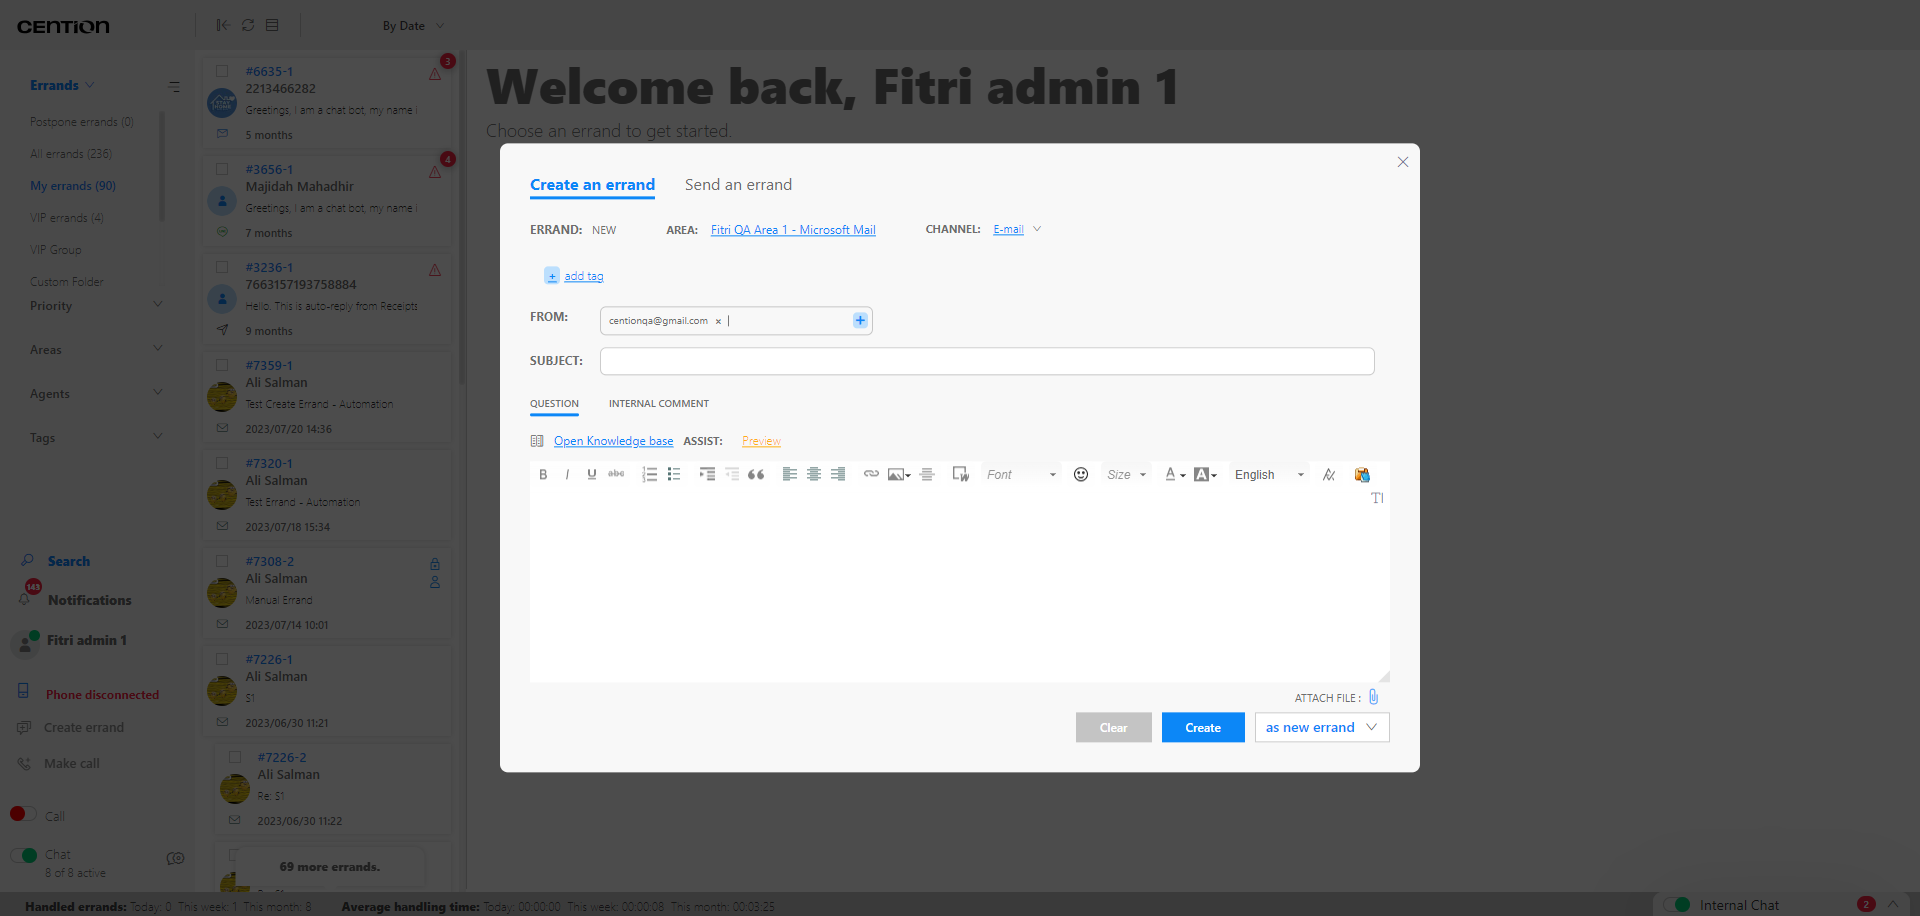 CENTION
By Date
Errands
Postpone errands (0)
All errands (236)
My errands (90)
VIP errands (4)
VIP Group
Custom Folder
Priority
Areas
Agents
Tags
Search
143
Notifications
Fitri admin 1
Phone disconnected
Create errand
Make call
Call
Chat
8 of 8 active
#6635-1
3
2213466282
Greetings, I am a chat bot, my name i
5 months
#3656-1
4
Majidah Mahadhir
Greetings, I am a chat bot, my name i
7 months
#3236-1
7663157193758884
Hello. This is auto-reply from Receipts
9 months
#7359-1
Ali Salman
Test Create Errand - Automation
2023/07/20 14:36
#7320-1
Ali Salman
Test Errand - Automation
2023/07/18 15:34
#7308-2
Ali Salman
Manual Errand
2023/07/14 10:01
#7226-1
Ali Salman
S1
2023/06/30 11:21
#7226-2
Ali Salman
Re: S1
2023/06/30 11:22
69 more errands.
Welcome back, Fitri admin 1
Choose an errand to get started.
Create an errand Send an errand
ERRAND: NEW AREA: Fitri QA Area 1 - Microsoft Mail CHANNEL: E-mail
+ add tag
FROM: centionqa@gmail.com × +
SUBJECT:
QUESTION INTERNAL COMMENT
Open Knowledge base ASSIST: Preview
B I U abc Font Size A A English
TI
ATTACH FILE :
Clear Create as new errand
Handled errands: Today: 0 This week: 1 This month: 8 Average handling time: Today: 00:00:00 This week: 00:00:08 This month: 00:03:25
Internal Chat 2